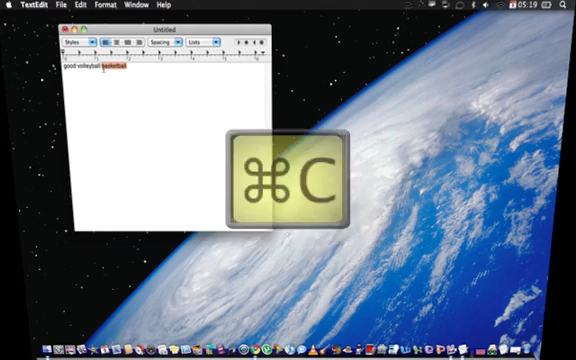 TextEdit File Edit Format Window Help 05:19
Untitled
Styles Spacing Lists
good volleyball basketball
⌘C